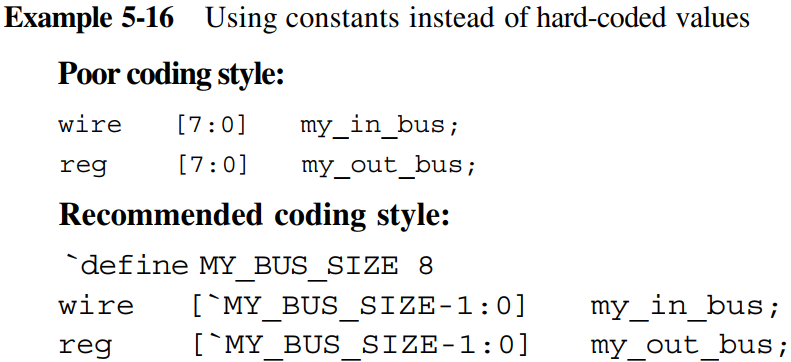 Example 5-16 Using constants instead of hard-coded values
Poor coding style:
wire [7:0] my_in_bus;
reg [7:0] my_out_bus;
Recommended coding style:
`define MY_BUS_SIZE 8
wire [`MY_BUS_SIZE-1:0] my_in_bus;
reg [`MY_BUS_SIZE-1:0] my_out_bus;